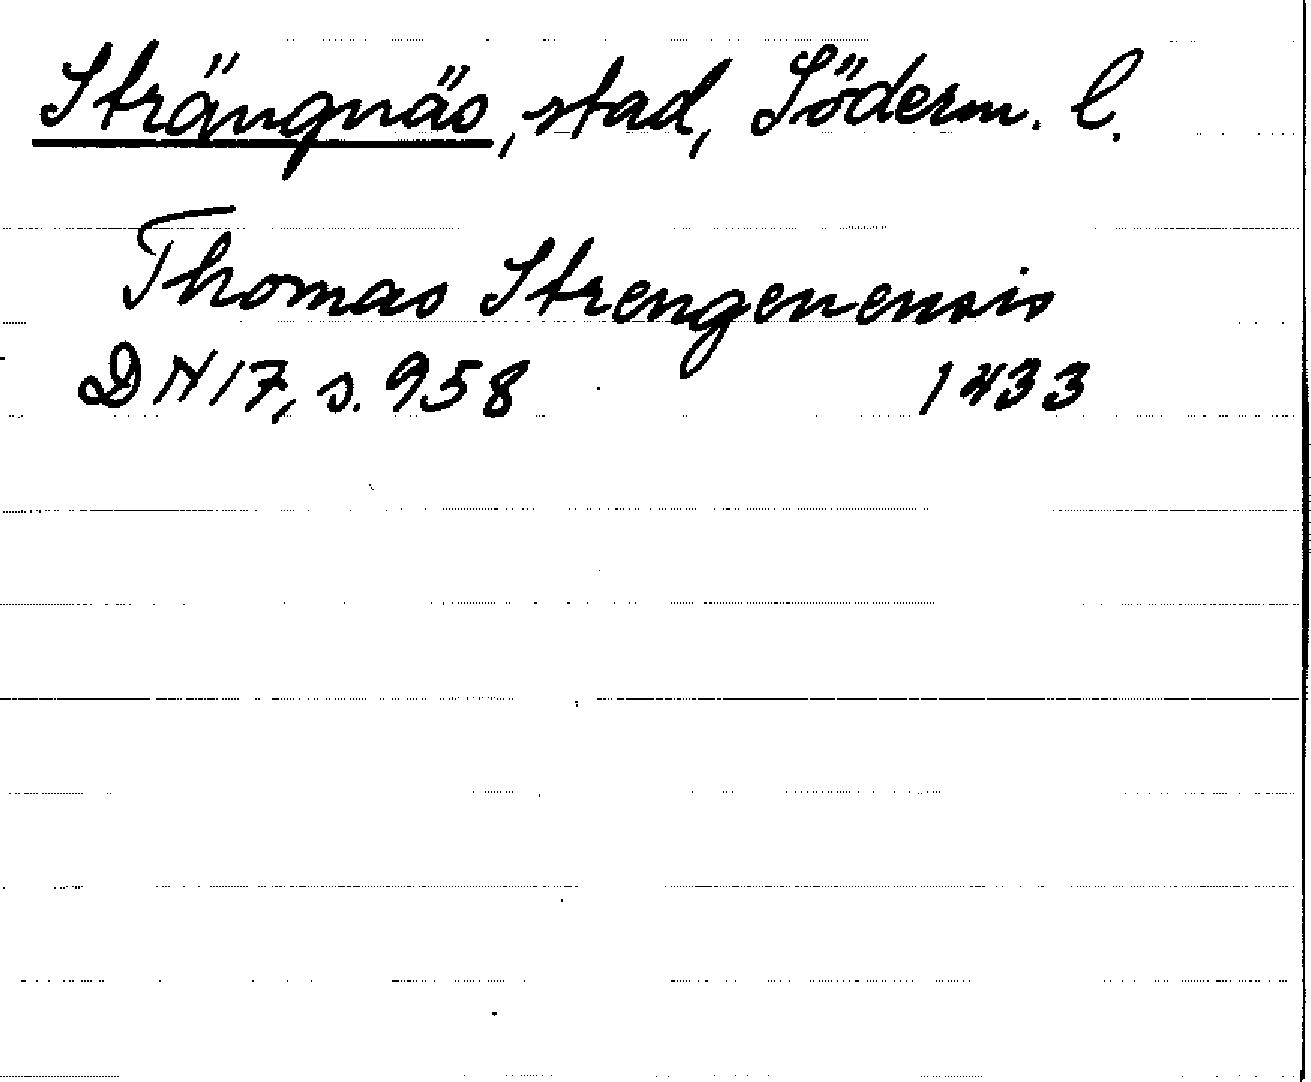 Strängnäs, stad, Söderm. l.
Thomas Strengenensis
DN 17, s. 958 1433